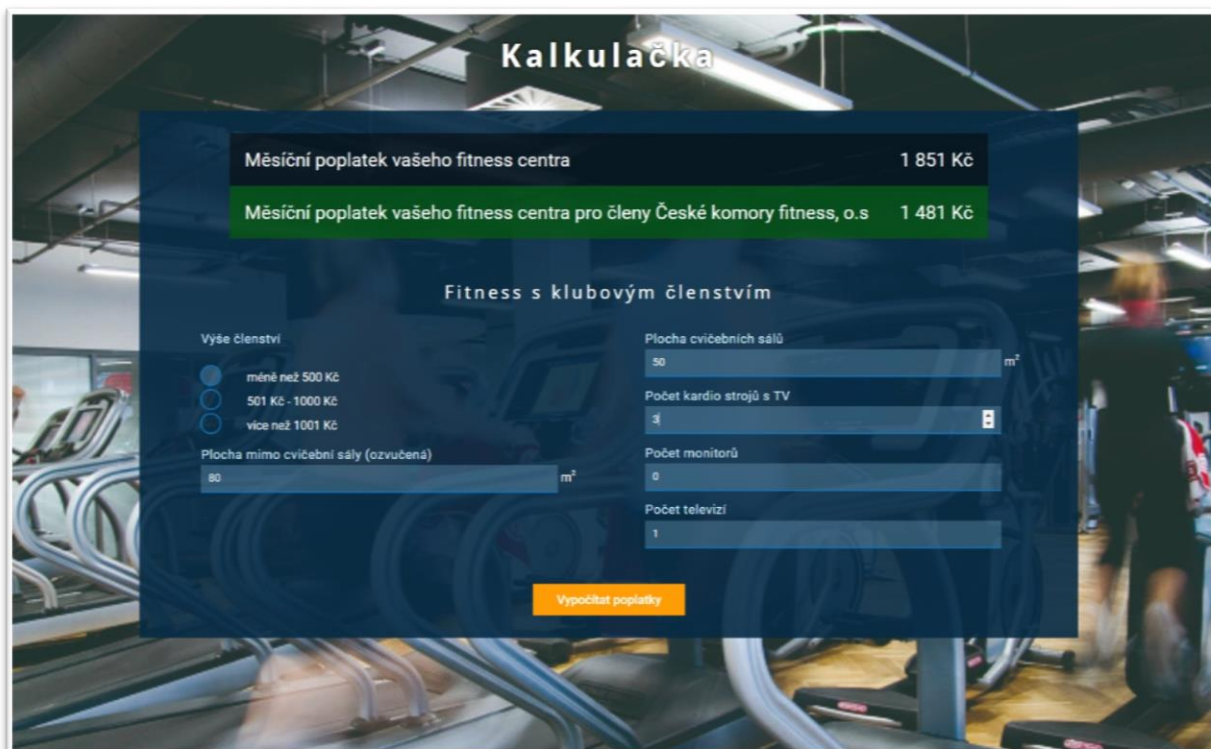 Kalkulačka
Měsíční poplatek vašeho fitness centra 1 851 Kč
Měsíční poplatek vašeho fitness centra pro členy České komory fitness, o.s 1 481 Kč
Fitness s klubovým členstvím
Výše členství
méně než 500 Kč
501 Kč - 1000 Kč
více než 1001 Kč
Plocha mimo cvičební sály (ozvučená)
80 m²
Plocha cvičebních sálů
50 m²
Počet kardio strojů s TV
3
Počet monitorů
0
Počet televizí
1
Vypočítat poplatky